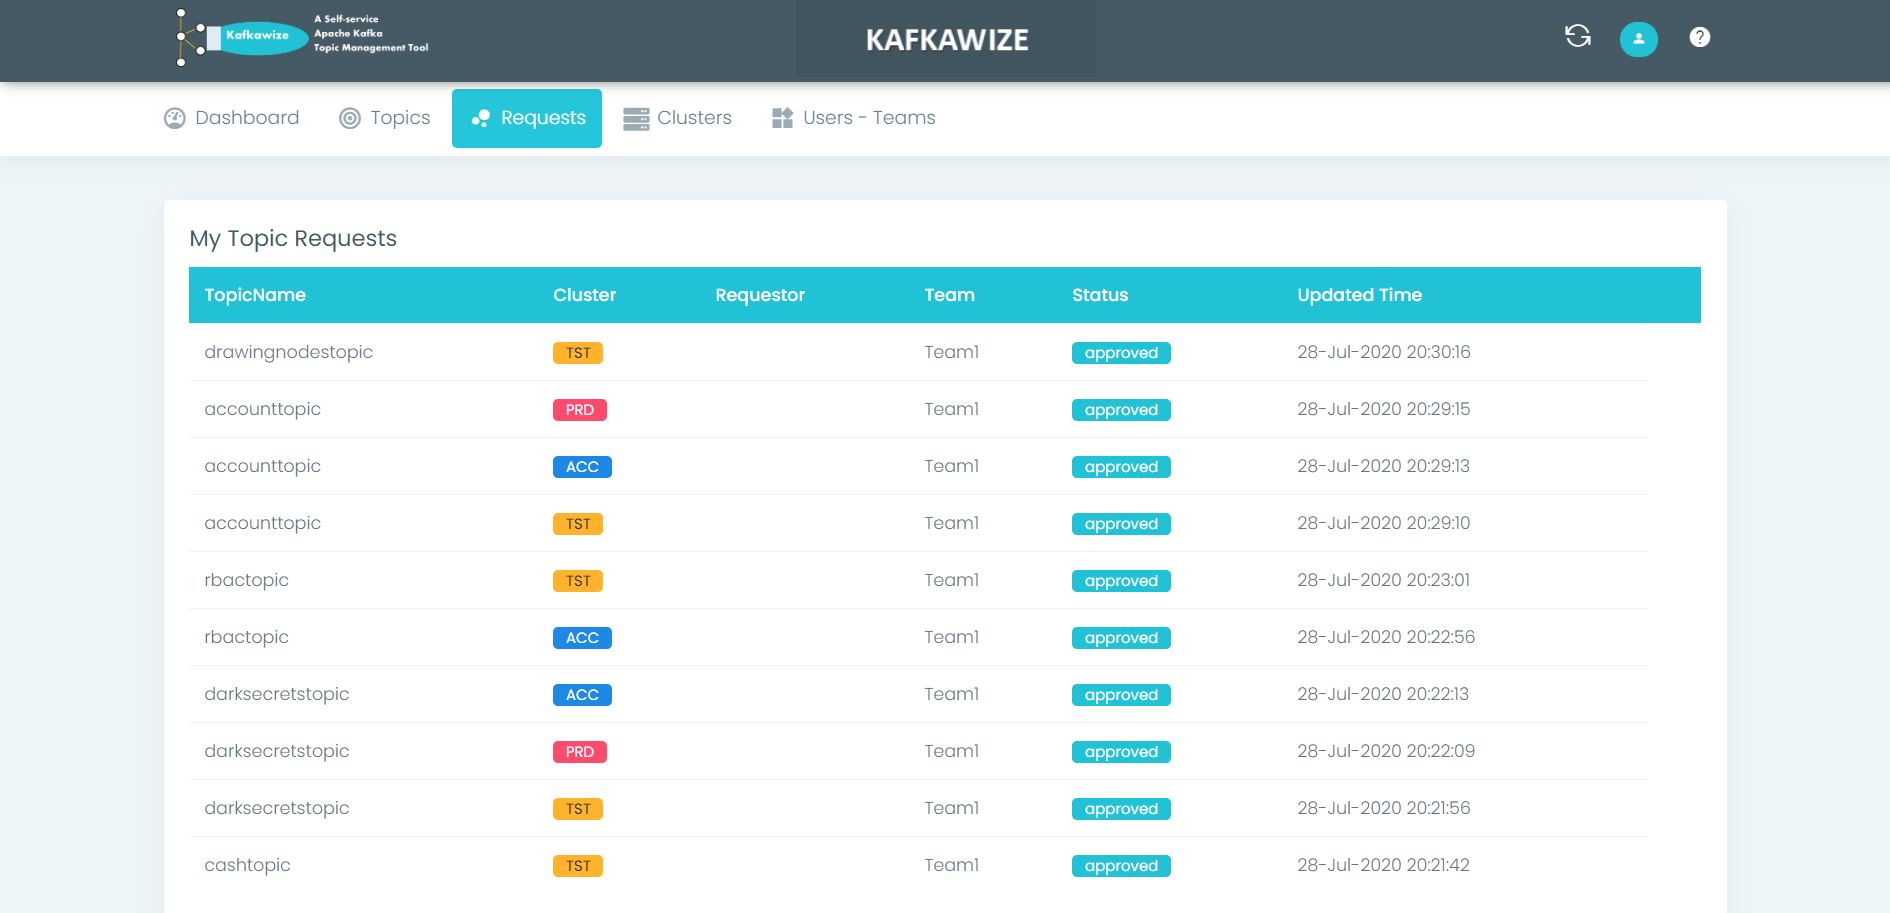 Kafkawize
A Self-service
Apache Kafka
Topic Management Tool
KAFKAWIZE
Dashboard Topics Requests Clusters Users - Teams
My Topic Requests
TopicName Cluster Requestor Team Status Updated Time
drawingnodestopic TST Team1 approved 28-Jul-2020 20:30:16
accounttopic PRD Team1 approved 28-Jul-2020 20:29:15
accounttopic ACC Team1 approved 28-Jul-2020 20:29:13
accounttopic TST Team1 approved 28-Jul-2020 20:29:10
rbactopic TST Team1 approved 28-Jul-2020 20:23:01
rbactopic ACC Team1 approved 28-Jul-2020 20:22:56
darksecretstopic ACC Team1 approved 28-Jul-2020 20:22:13
darksecretstopic PRD Team1 approved 28-Jul-2020 20:22:09
darksecretstopic TST Team1 approved 28-Jul-2020 20:21:56
cashtopic TST Team1 approved 28-Jul-2020 20:21:42